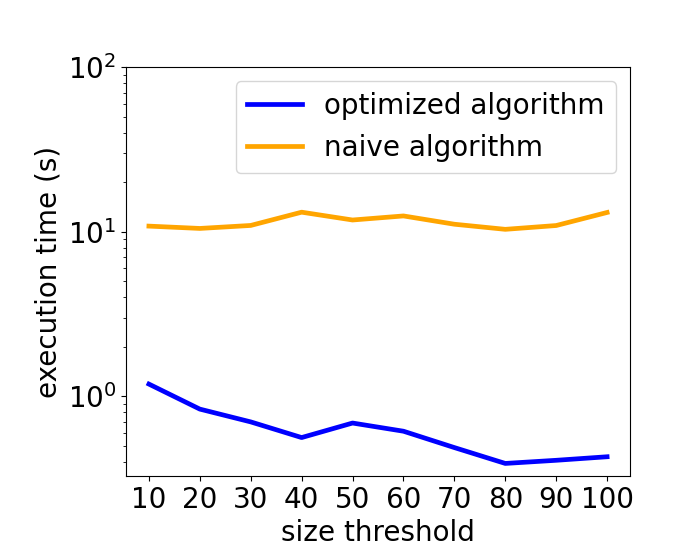 10²
10¹
10⁰
execution time (s)
optimized algorithm
naive algorithm
10 20 30 40 50 60 70 80 90 100
size threshold